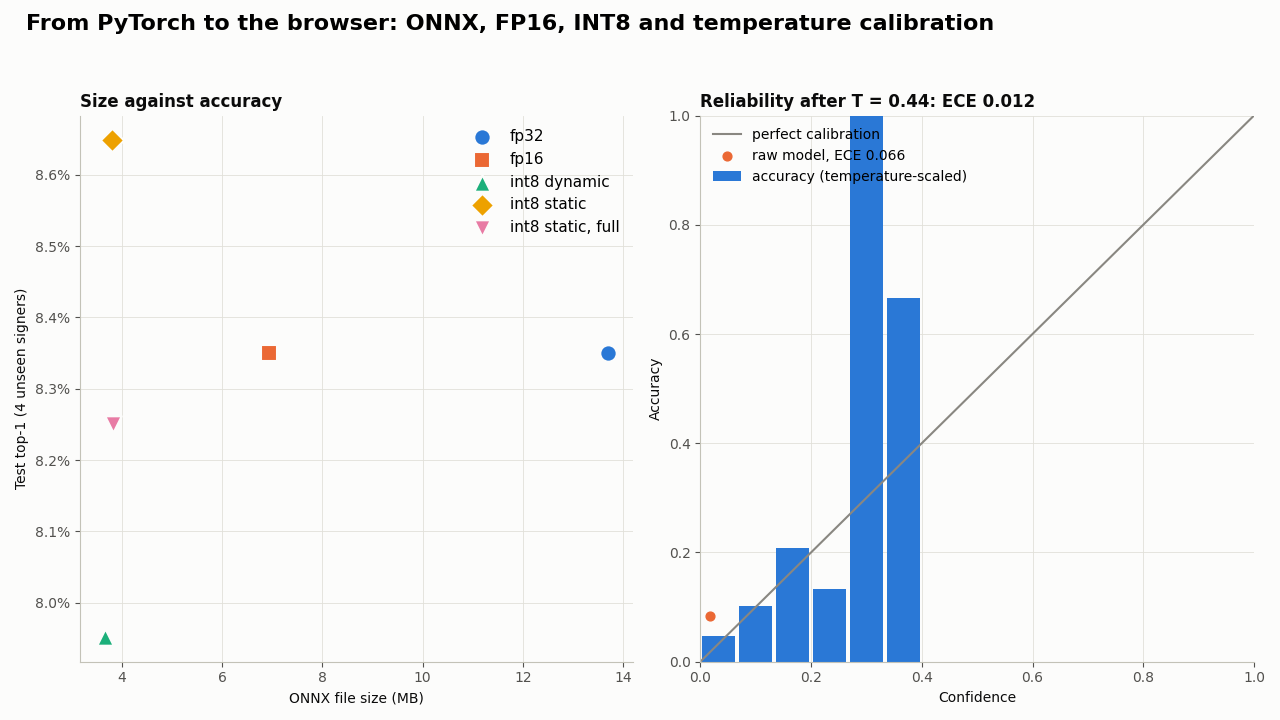 From PyTorch to the browser: ONNX, FP16, INT8 and temperature calibration
Size against accuracy
fp32
fp16
int8 dynamic
int8 static
int8 static, full
8.6%
8.5%
8.4%
8.3%
8.2%
8.1%
8.0%
Test top-1 (4 unseen signers)
4 6 8 10 12 14
ONNX file size (MB)
Reliability after T = 0.44: ECE 0.012
perfect calibration
raw model, ECE 0.066
accuracy (temperature-scaled)
1.0
0.8
0.6
0.4
0.2
0.0
Accuracy
0.0 0.2 0.4 0.6 0.8 1.0
Confidence